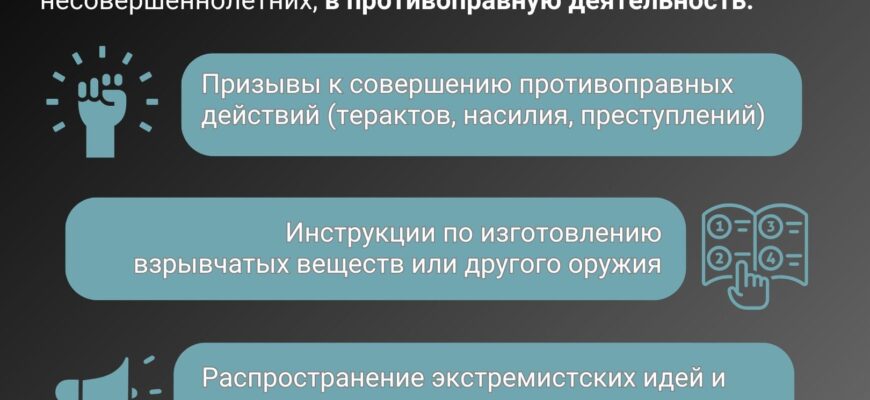 несовершеннолетних, в противоправную деятельность.
Призывы к совершению противоправных
действий (терактов, насилия, преступлений)
Инструкции по изготовлению
взрывчатых веществ или другого оружия
1
3
2
4
Распространение экстремистских идей и